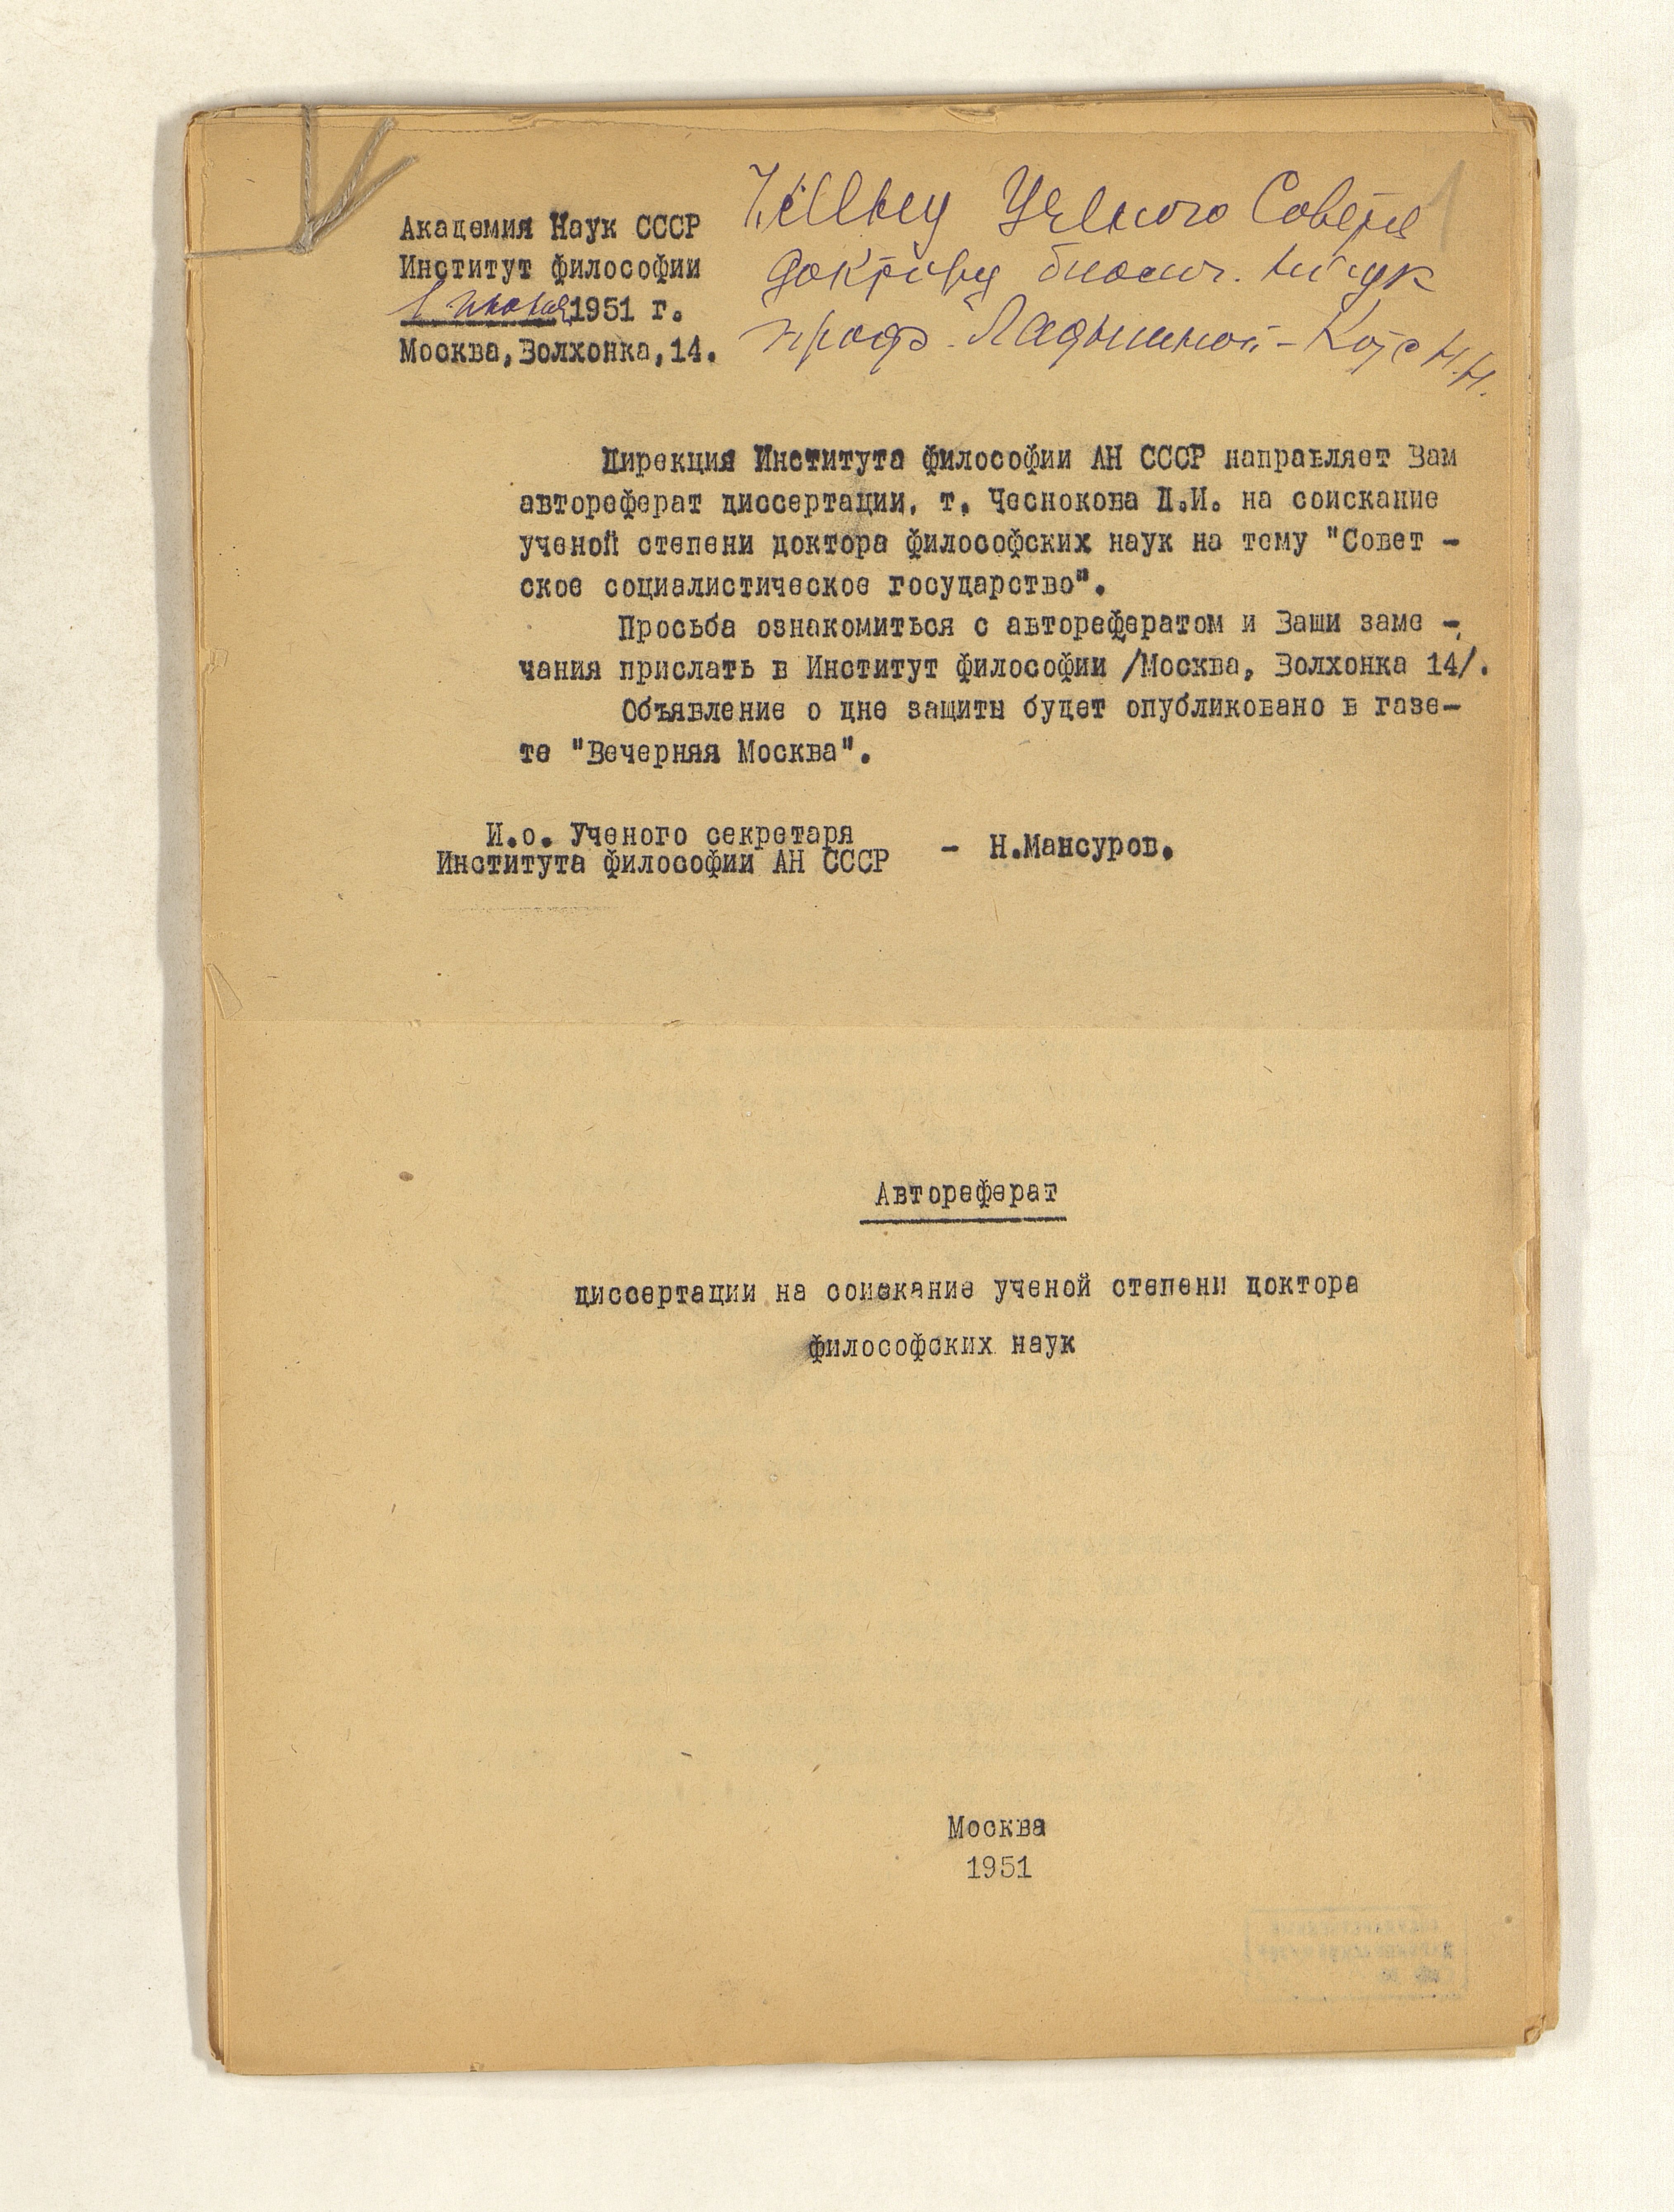 Академия Наук СССР
Институт философии
1 июня 1951 г.
Москва, Волхонка, 14.
Члену Ученого Совета
доктору биолог. наук
проф. Ладыгиной-Котс Н.Н.
Дирекция Института философии АН СССР направляет Вам
автореферат диссертации, т. Чеснокова Д.И. на соискание
ученой степени доктора философских наук на тему "Совет -
ское социалистическое государство".
Просьба ознакомиться с авторефератом и Ваши заме -
чания прислать в Институт философии /Москва, Волхонка 14/.
Объявление о дне защиты будет опубликовано в газе-
те "Вечерняя Москва".
И.о. Ученого секретаря
Института философии АН СССР - Н.Мансуров.
Автореферат
диссертации на соискание ученой степени доктора
философских наук
Москва
1951